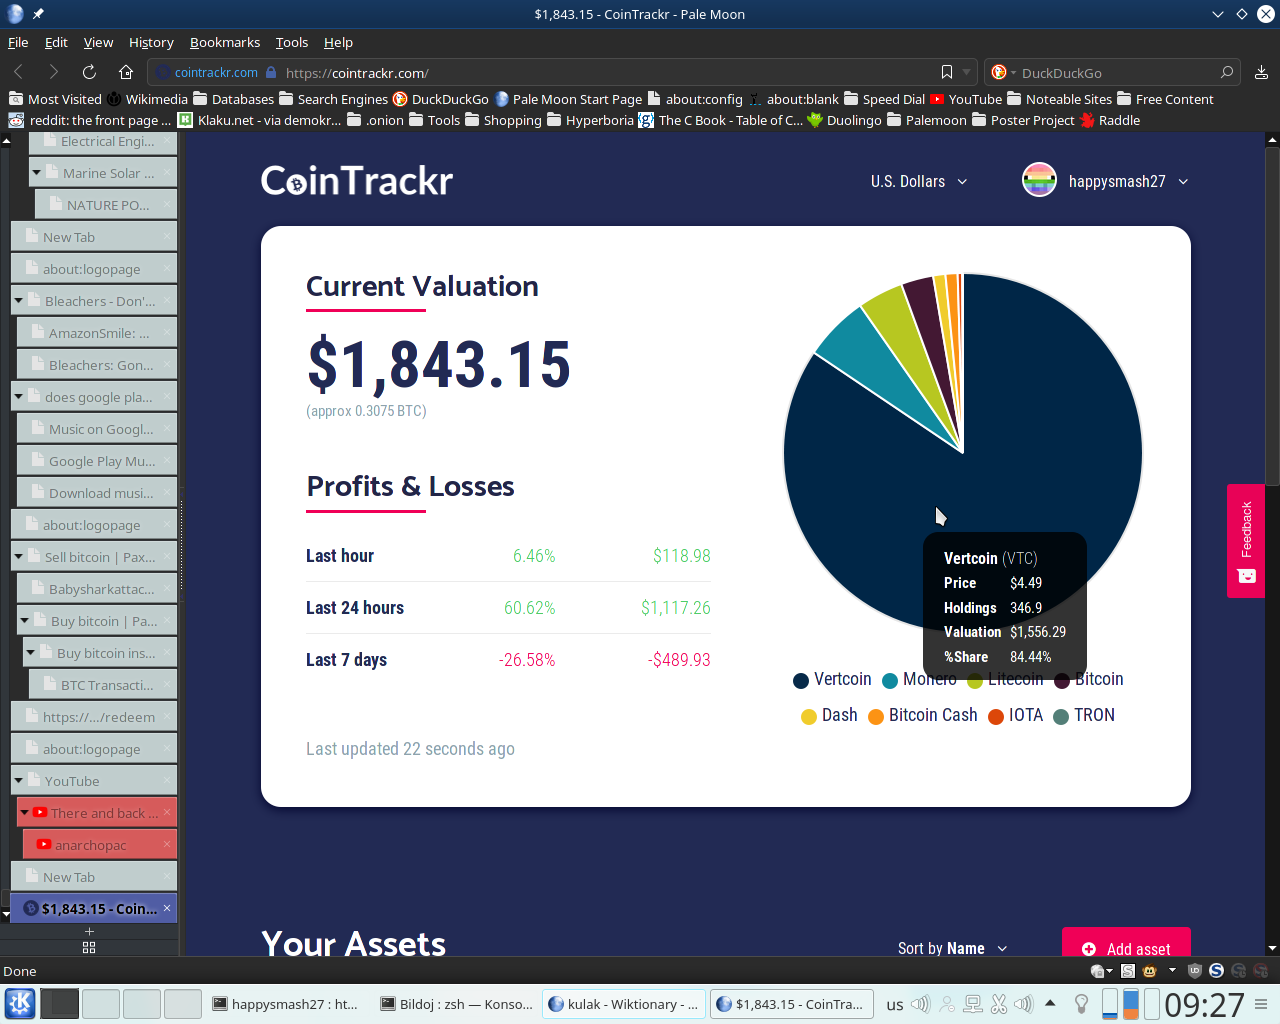 $1,843.15 - CoinTrackr - Pale Moon
File Edit View History Bookmarks Tools Help
cointrackr.com https://cointrackr.com/ DuckDuckGo
Most Visited Wikimedia Databases Search Engines DuckDuckGo Pale Moon Start Page about:config about:blank Speed Dial YouTube Noteable Sites Free Content
reddit: the front page ... Klaku.net - via demokr... .onion Tools Shopping Hyperboria The C Book - Table of C... Duolingo Palemoon Poster Project Raddle
Electrical Engi...
Marine Solar ...
NATURE PO...
New Tab
about:logopage
Bleachers - Don'...
AmazonSmile: ...
Bleachers: Gon...
does google pla...
Music on Googl...
Google Play Mu...
Download musi...
about:logopage
Sell bitcoin | Pax...
Babysharkattac...
Buy bitcoin | Pa...
Buy bitcoin ins...
BTC Transacti...
https://.../redeem
about:logopage
YouTube
There and back ...
anarchopac
New Tab
$1,843.15 - Coin...
CoinTrackr
U.S. Dollars
happysmash27
Current Valuation
$1,843.15
(approx 0.3075 BTC)
Profits & Losses
Last hour 6.46% $118.98
Last 24 hours 60.62% $1,117.26
Last 7 days -26.58% -$489.93
Last updated 22 seconds ago
Vertcoin (VTC)
Price $4.49
Holdings 346.9
Valuation $1,556.29
%Share 84.44%
Vertcoin Monero Litecoin Bitcoin
Dash Bitcoin Cash IOTA TRON
Feedback
Your Assets
Sort by Name
Add asset
Done
happysmash27 : ht...
Bildoj : zsh — Konso...
kulak - Wiktionary - ...
$1,843.15 - CoinTra...
us
09:27